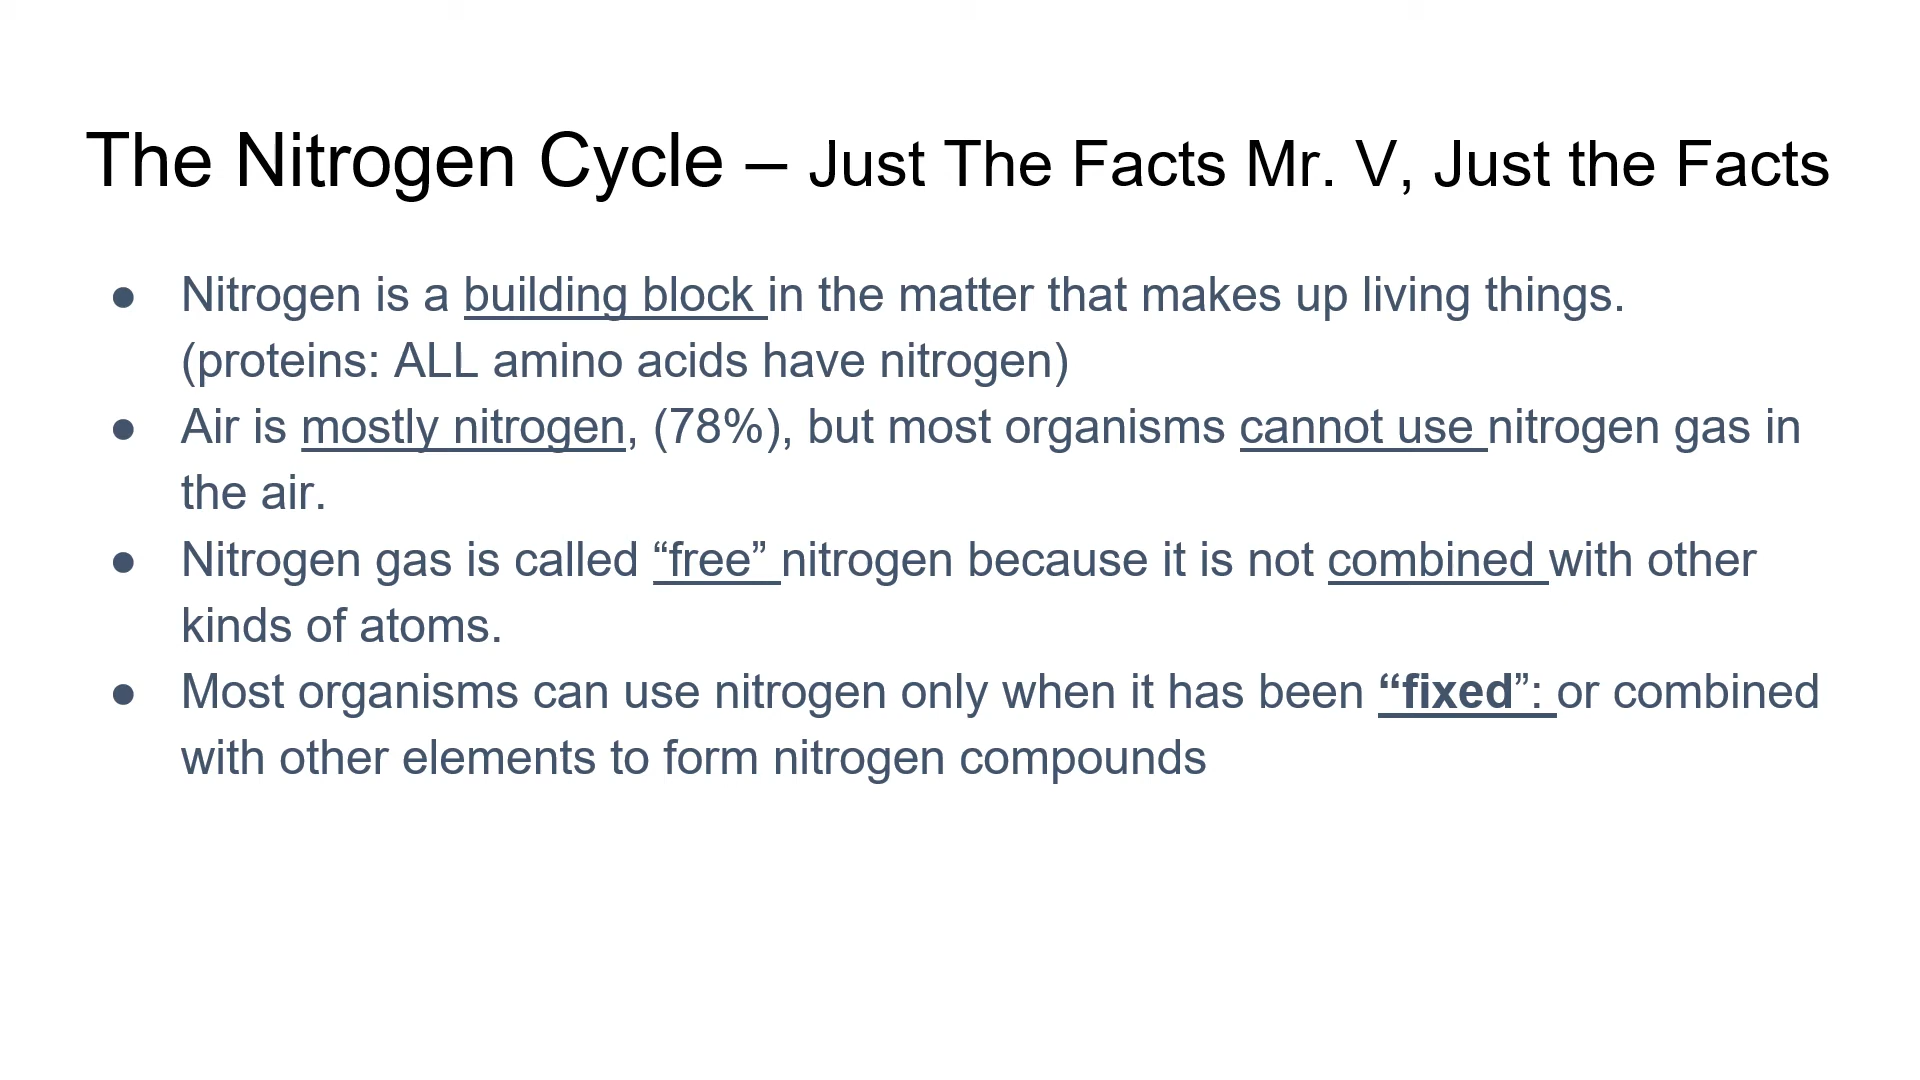 The Nitrogen Cycle – Just The Facts Mr. V, Just the Facts
● Nitrogen is a building block in the matter that makes up living things.
(proteins: ALL amino acids have nitrogen)
● Air is mostly nitrogen, (78%), but most organisms cannot use nitrogen gas in
the air.
● Nitrogen gas is called “free” nitrogen because it is not combined with other
kinds of atoms.
● Most organisms can use nitrogen only when it has been “fixed”: or combined
with other elements to form nitrogen compounds